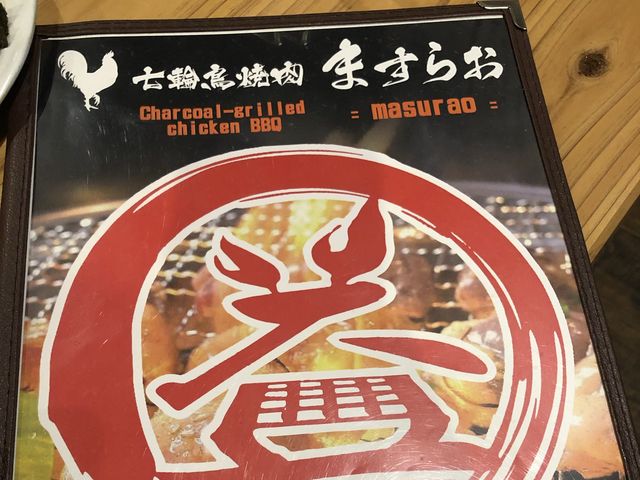 七輪鳥焼肉 ますらお
Charcoal-grilled
chicken BBQ
= masurao =